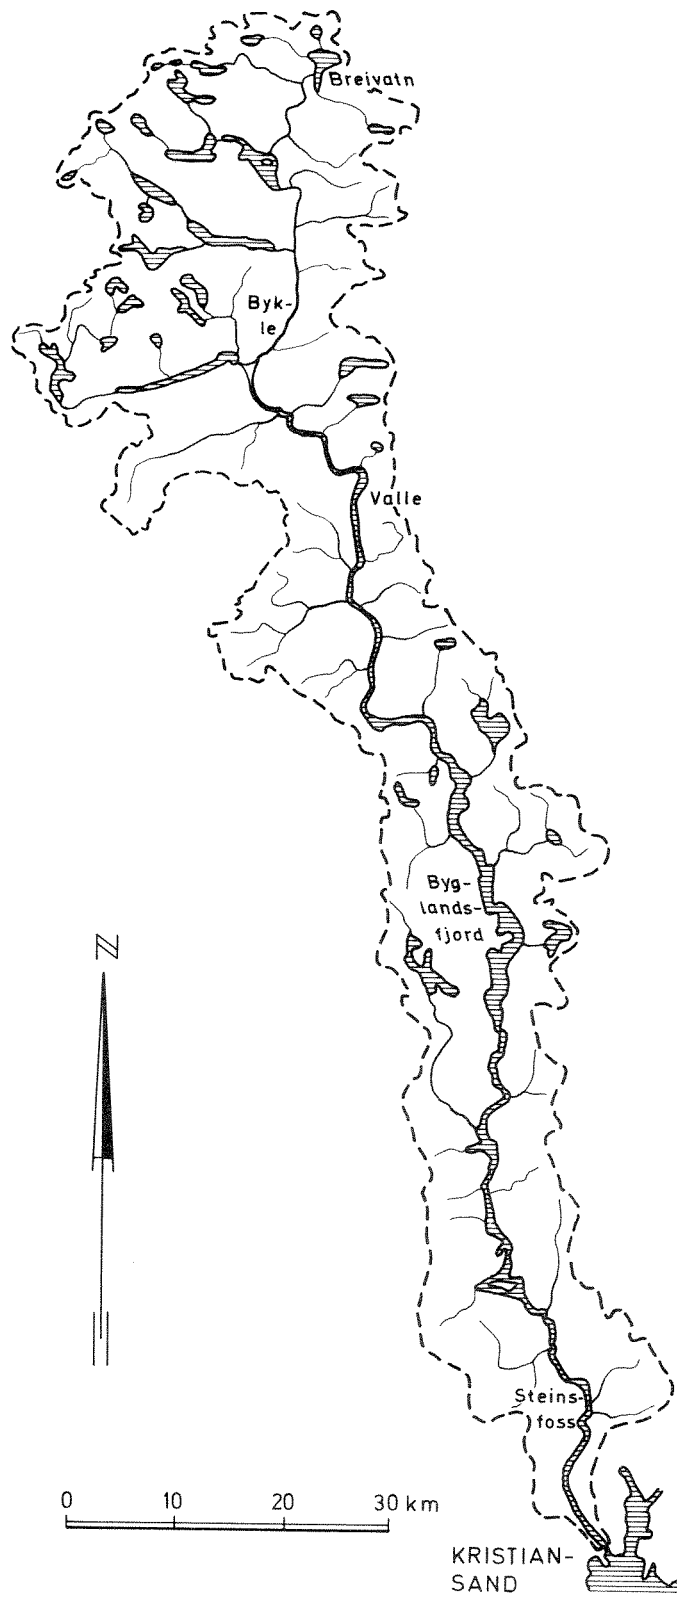 Breivatn
Byk-
le
Valle
Byg-
lands-
fjord
N
Steins-
foss
0 10 20 30 km
KRISTIAN-
SAND